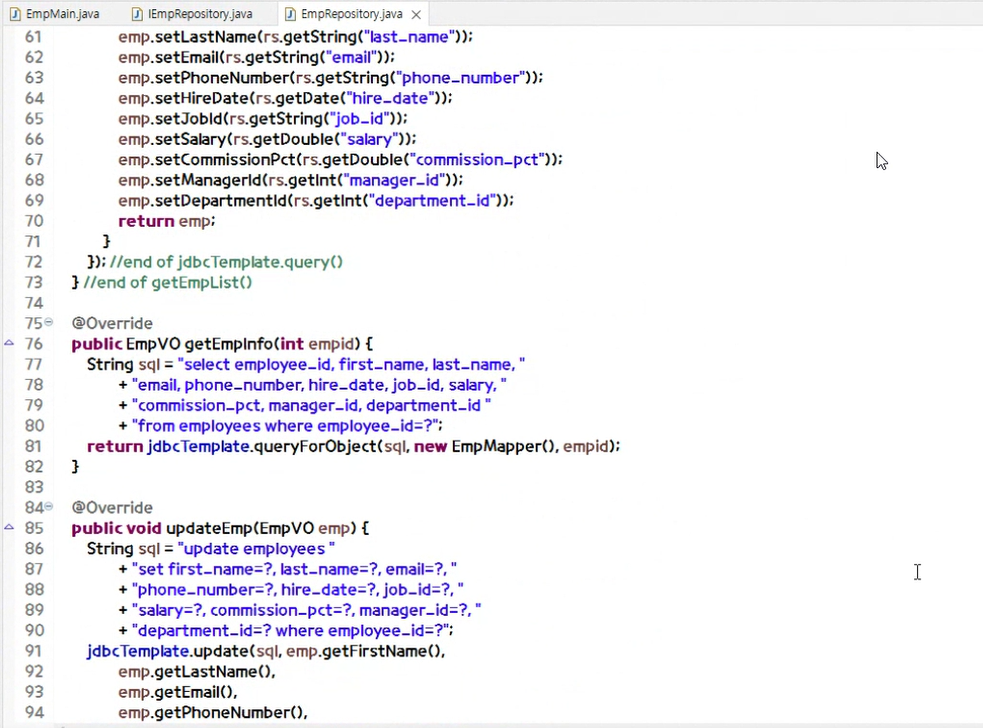 EmpMain.java IEmpRepository.java EmpRepository.java
61 emp.setLastName(rs.getString("last_name"));
62 emp.setEmail(rs.getString("email"));
63 emp.setPhoneNumber(rs.getString("phone_number"));
64 emp.setHireDate(rs.getDate("hire_date"));
65 emp.setJobId(rs.getString("job_id"));
66 emp.setSalary(rs.getDouble("salary"));
67 emp.setCommissionPct(rs.getDouble("commission_pct"));
68 emp.setManagerId(rs.getInt("manager_id"));
69 emp.setDepartmentId(rs.getInt("department_id"));
70 return emp;
71 }
72 }); //end of jdbcTemplate.query()
73 } //end of getEmpList()
74
75 @Override
76 public EmpVO getEmpInfo(int empid) {
77 String sql = "select employee_id, first_name, last_name, "
78 + "email, phone_number, hire_date, job_id, salary, "
79 + "commission_pct, manager_id, department_id "
80 + "from employees where employee_id=?";
81 return jdbcTemplate.queryForObject(sql, new EmpMapper(), empid);
82 }
83
84 @Override
85 public void updateEmp(EmpVO emp) {
86 String sql = "update employees "
87 + "set first_name=?, last_name=?, email=?, "
88 + "phone_number=?, hire_date=?, job_id=?, "
89 + "salary=?, commission_pct=?, manager_id=?, "
90 + "department_id=? where employee_id=?";
91 jdbcTemplate.update(sql, emp.getFirstName(),
92 emp.getLastName(),
93 emp.getEmail(),
94 emp.getPhoneNumber(),